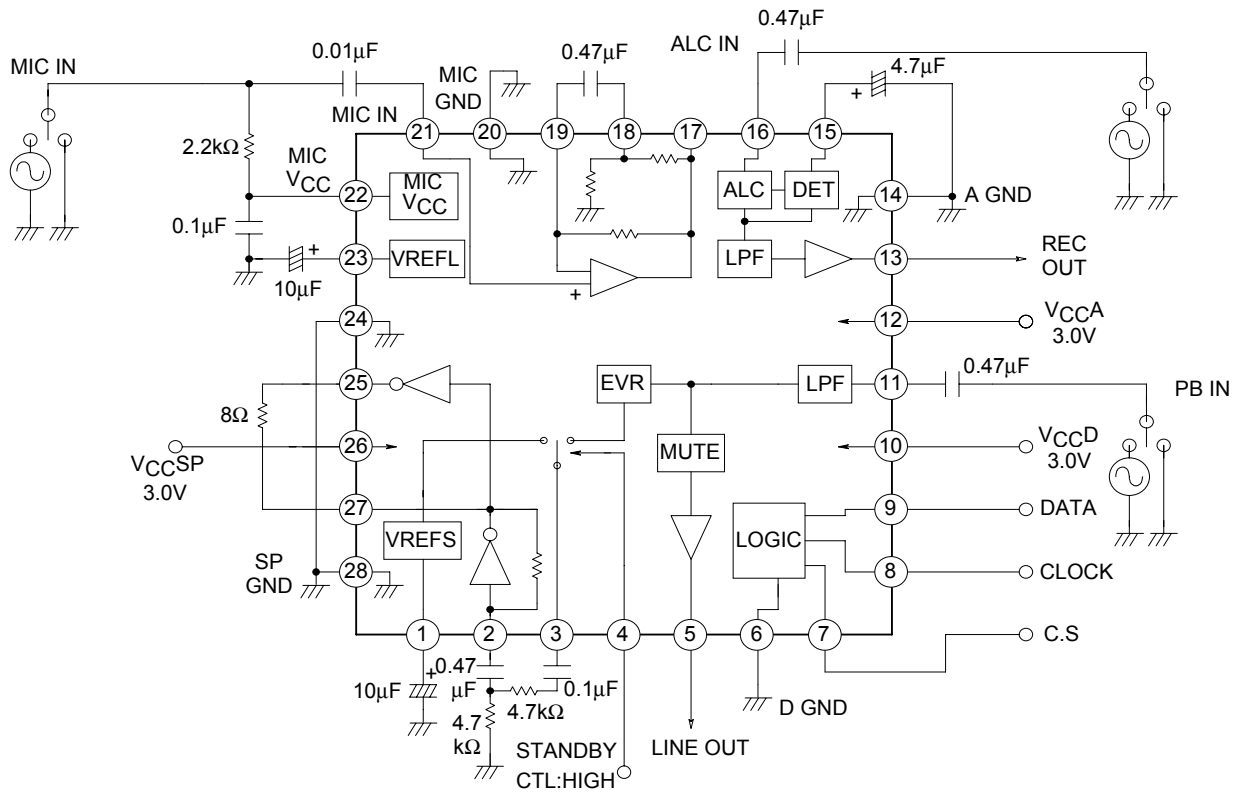 0.47µF
0.01µF
0.47µF
ALC IN
4.7µF
MIC IN
MIC
GND
MIC IN
21
20
19
18
17
16
15
2.2kΩ
MIC
VCC
22
MIC
VCC
ALC
DET
14
A GND
0.1µF
23
VREFL
LPF
13
REC
OUT
10µF
+
+
+
24
12
VCCA
3.0V
25
EVR
LPF
11
0.47µF
PB IN
8Ω
26
VCCSP
3.0V
MUTE
10
VCCD
3.0V
27
VREFS
LOGIC
9
DATA
SP
GND
28
8
CLOCK
1
2
3
4
5
6
7
C.S
+
10µF
0.47
µF
0.1µF
4.7kΩ
4.7
kΩ
D GND
STANDBY
CTL:HIGH
LINE OUT